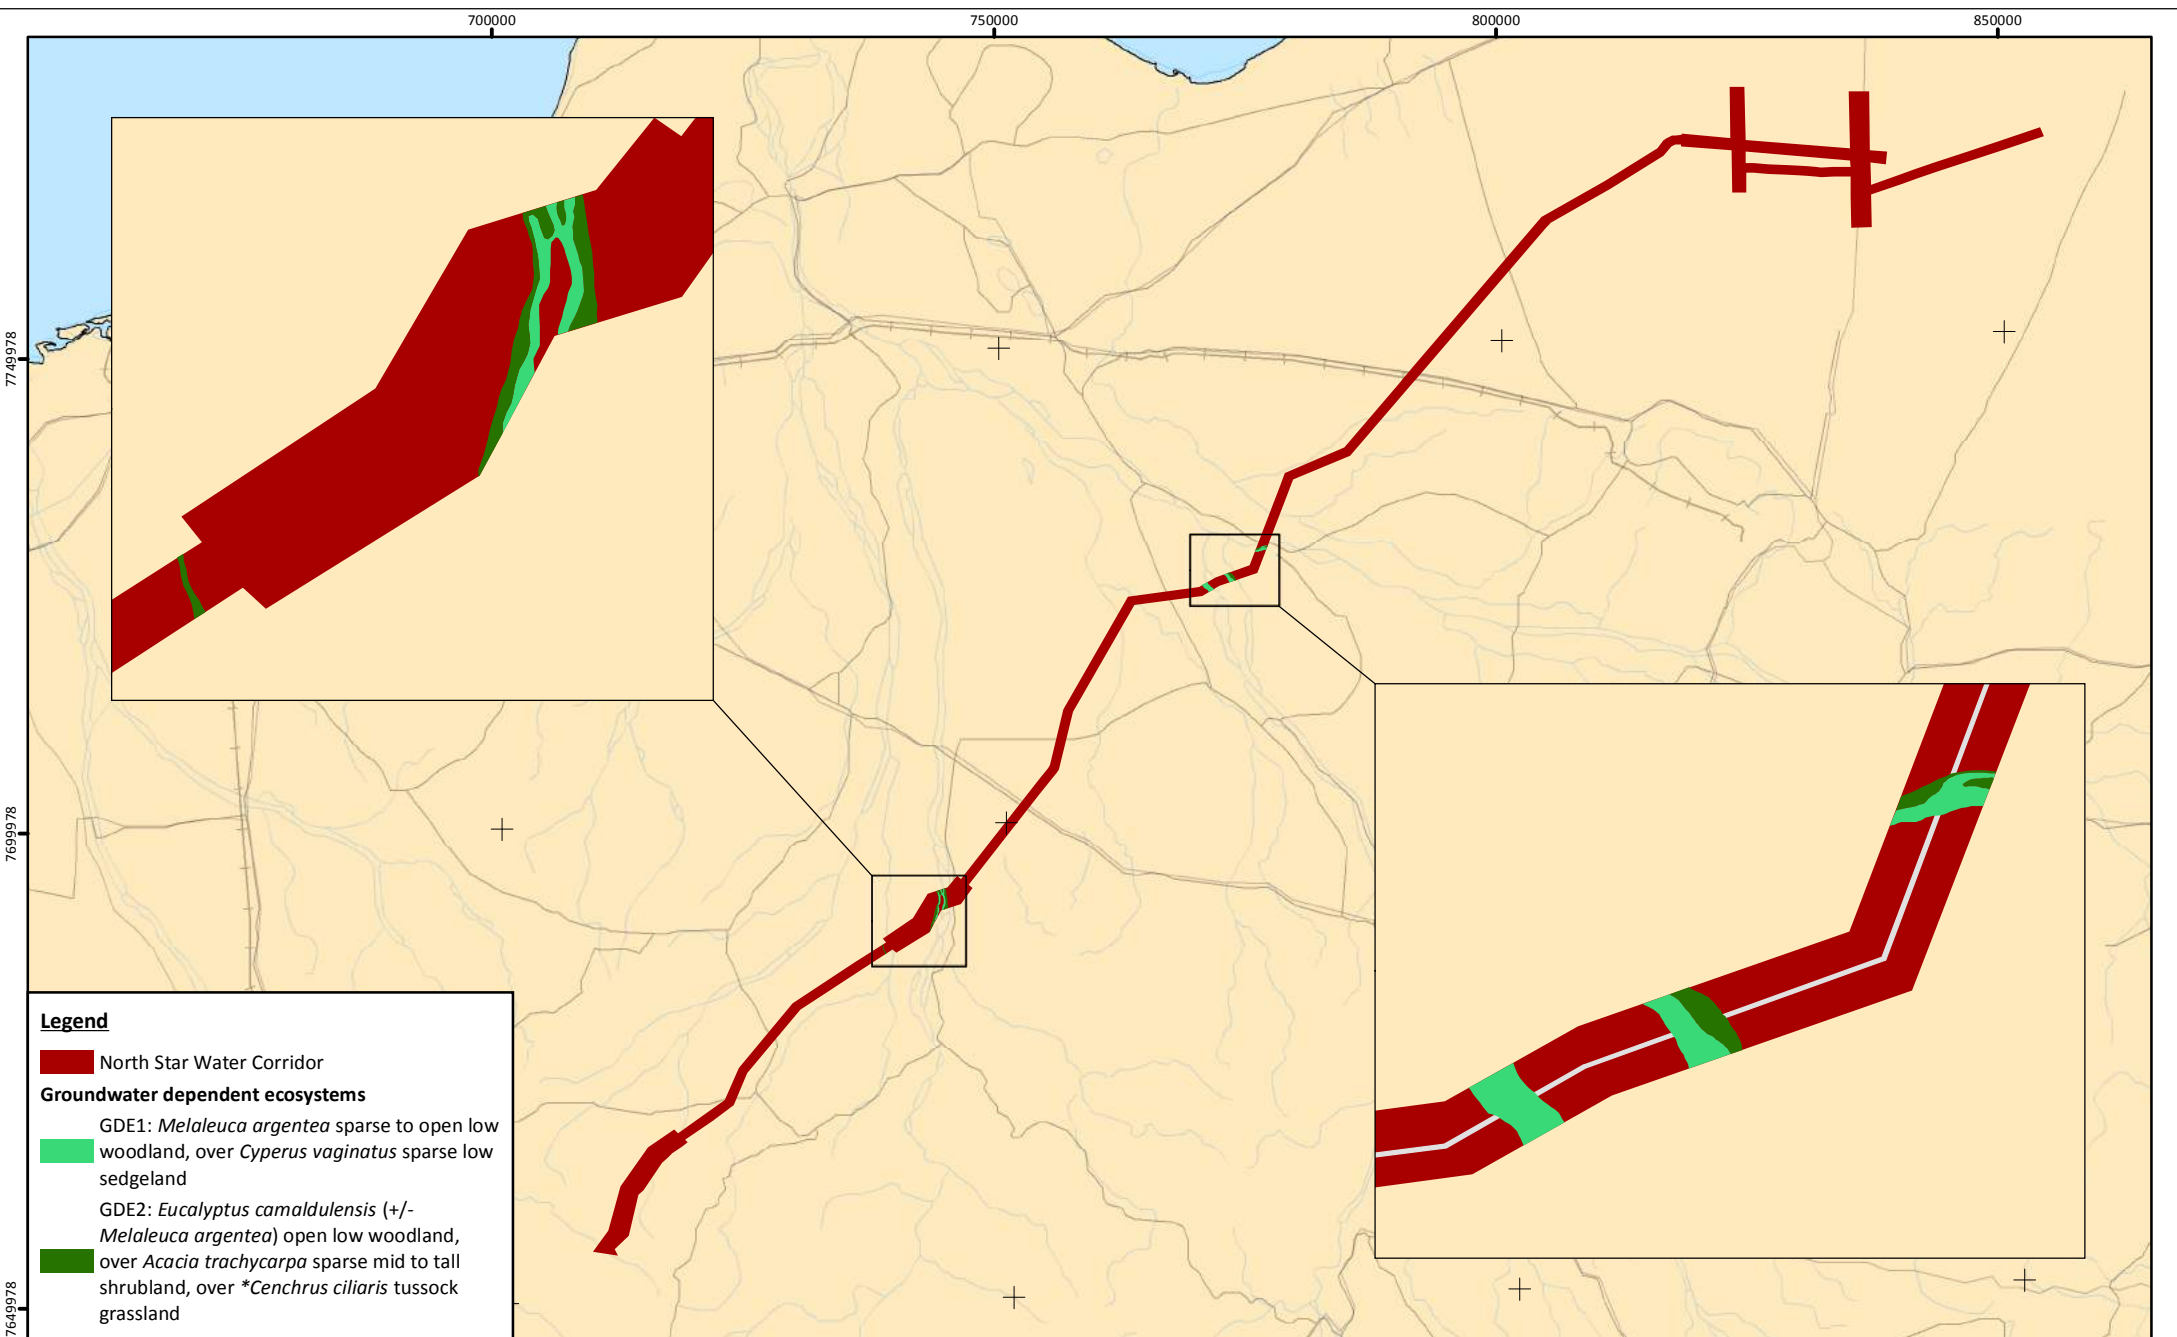 700000
750000
800000
850000
7749978
7699978
7649978
Legend
North Star Water Corridor
Groundwater dependent ecosystems
GDE1: Melaleuca argentea sparse to open low
woodland, over Cyperus vaginatus sparse low
sedgeland
GDE2: Eucalyptus camaldulensis (+/-
Melaleuca argentea) open low woodland,
over Acacia trachycarpa sparse mid to tall
shrubland, over *Cenchrus ciliaris tussock
grassland